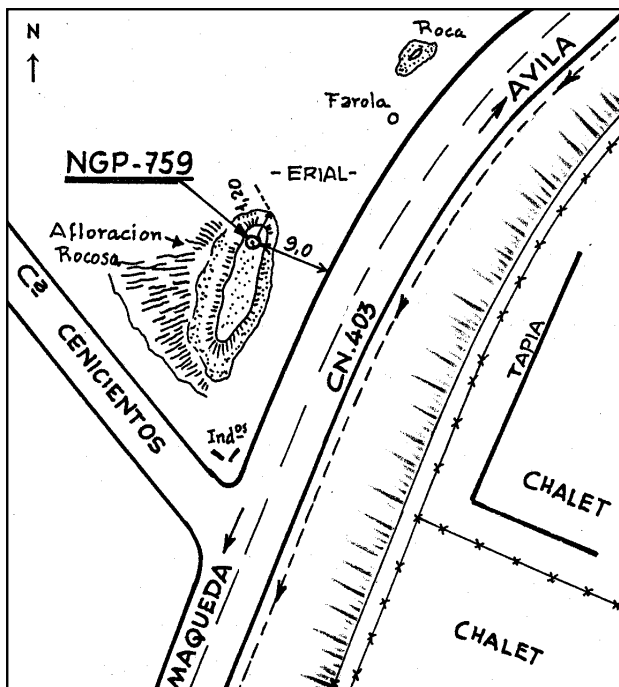 N
Roca
AVILA
Farola
NGP-759
1,20
-ERIAL-
Afloracion
Rocosa
9,0
Cª CENICIENTOS
CN.403
TAPIA
Indᵒˢ
CHALET
MAQUEDA
CHALET